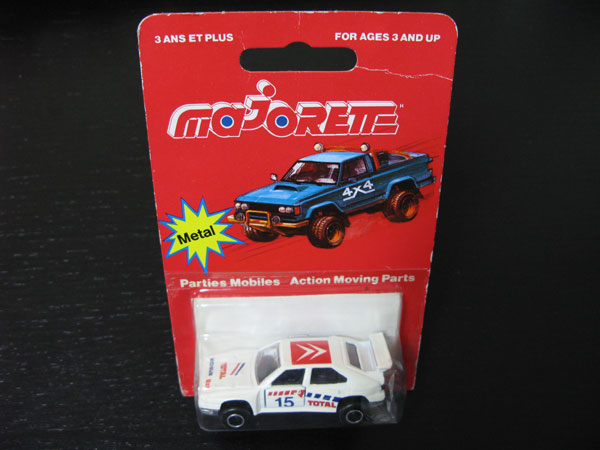 3 ANS ET PLUS FOR AGES 3 AND UP
majorette
4x4
Metal
Parties Mobiles Action Moving Parts
15
TOTAL